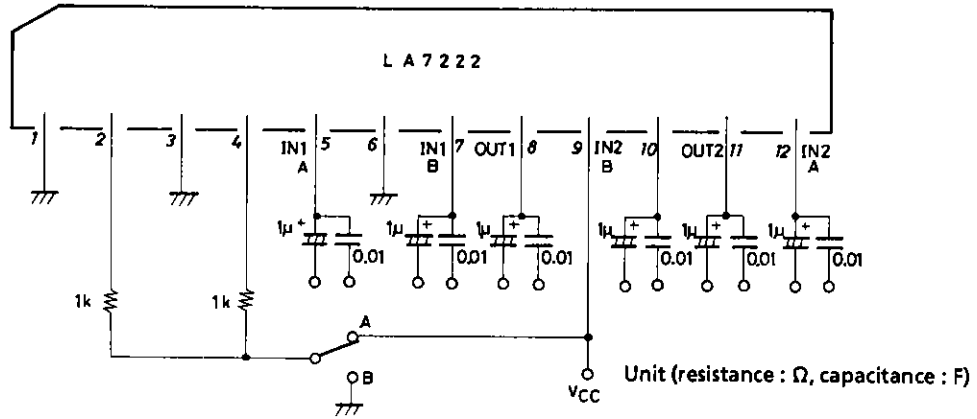 LA7222
1 2 3 4 IN1 5 6 IN1 7 OUT1 8 9 IN2 10 OUT2 11 12 IN2
A B B A
1μ + 1μ + 1μ + 1μ + 1μ + 1μ +
0.01 0.01 0.01 0.01 0.01 0.01
1k 1k
A
B
VCC
Unit (resistance : Ω, capacitance : F)